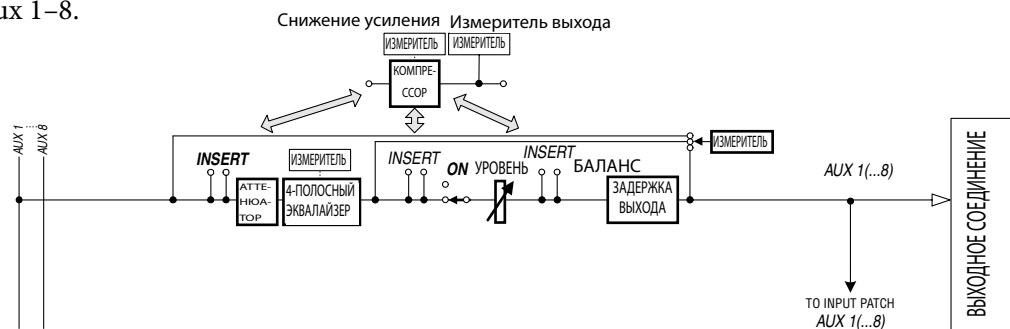 ux 1–8.
Снижение усиления Измеритель выхода
ИЗМЕРИТЕЛЬ ИЗМЕРИТЕЛЬ
КОМПРЕ-
ССОР
AUX 1
AUX 8
INSERT
ИЗМЕРИТЕЛЬ
АТТЕ-
НЮА-
ТОР
4-ПОЛОСНЫЙ
ЭКВАЛАЙЗЕР
INSERT
ON
УРОВЕНЬ
INSERT
БАЛАНС
ЗАДЕРЖКА
ВЫХОДА
ИЗМЕРИТЕЛЬ
AUX 1(...8)
TO INPUT PATCH
AUX 1(...8)
ВЫХОДНОЕ СОЕДИНЕНИЕ